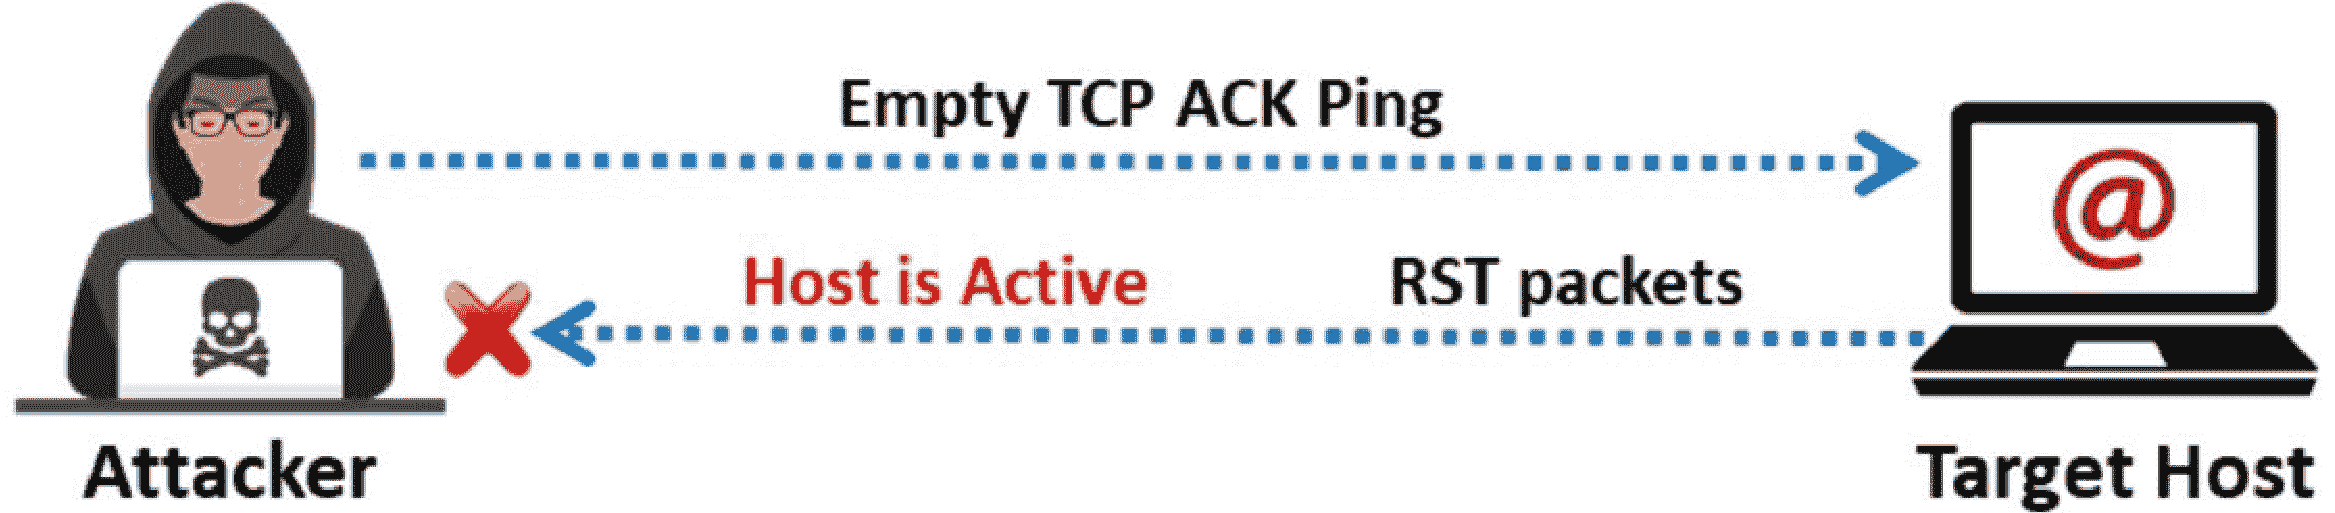 Empty TCP ACK Ping
@
Host is Active RST packets
Attacker
Target Host